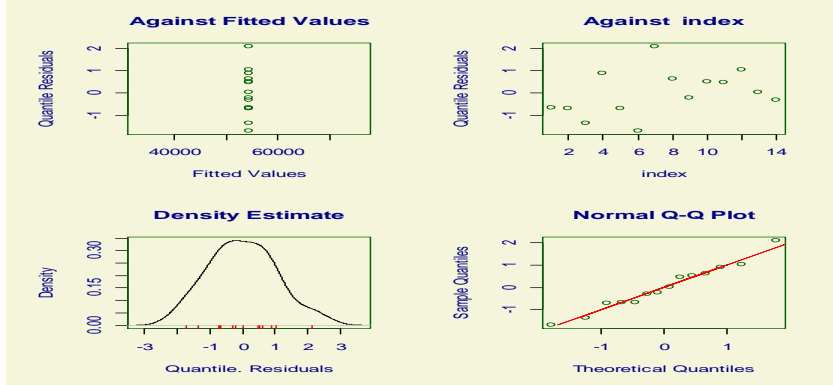 Against Fitted Values
Quantile Residuals
-1 0 1 2
40000 60000
Fitted Values
Against index
Quantile Residuals
-1 0 1 2
2 4 6 8 10 14
index
Density Estimate
Density
0.00 0.15 0.30
-3 -2 -1 0 1 2 3
Quantile. Residuals
Normal Q-Q Plot
Sample Quantiles
-1 0 1 2
-1 0 1
Theoretical Quantiles